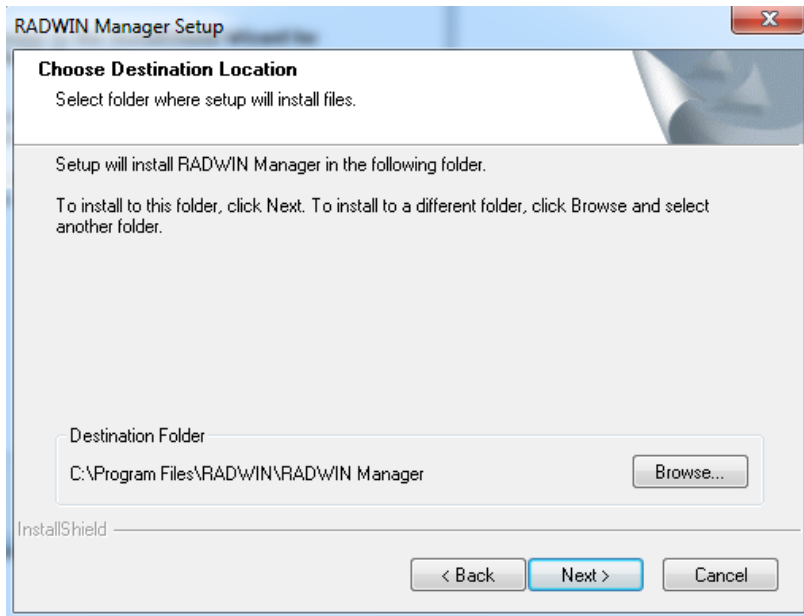 RADWIN Manager Setup
Choose Destination Location
Select folder where setup will install files.
Setup will install RADWIN Manager in the following folder.
To install to this folder, click Next. To install to a different folder, click Browse and select
another folder.
Destination Folder
C:\Program Files\RADWIN\RADWIN Manager
Browse...
InstallShield
< Back
Next >
Cancel